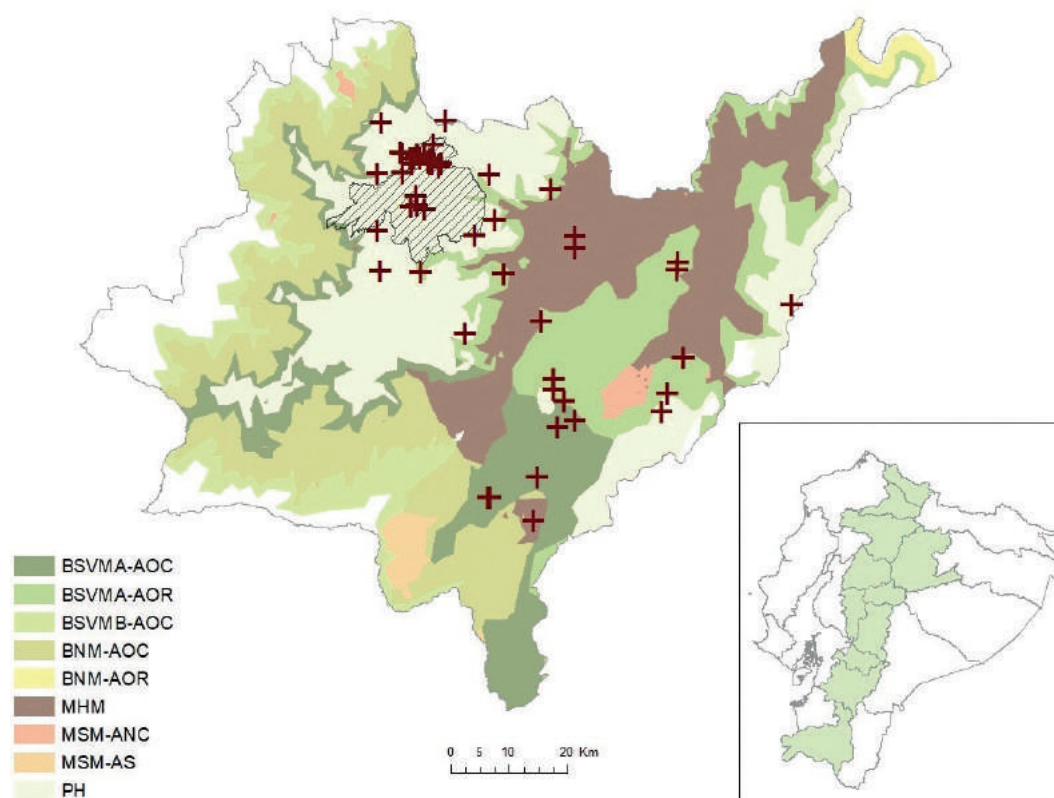 BSVMA-AOC
BSVMA-AOR
BSVMB-AOC
BNM-AOC
BNM-AOR
MHM
MSM-ANC
MSM-AS
PH
0 5 10 20 Km